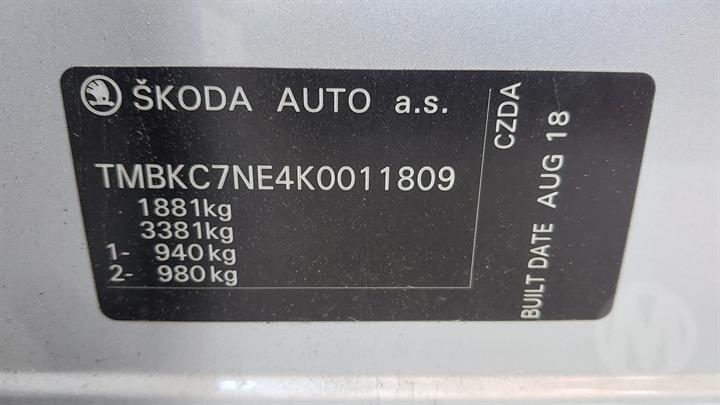 ŠKODA AUTO a.s.
TMBKC7NE4K0011809
1881kg
3381kg
1- 940kg
2- 980kg
CZDA
BUILT DATE AUG 18
M